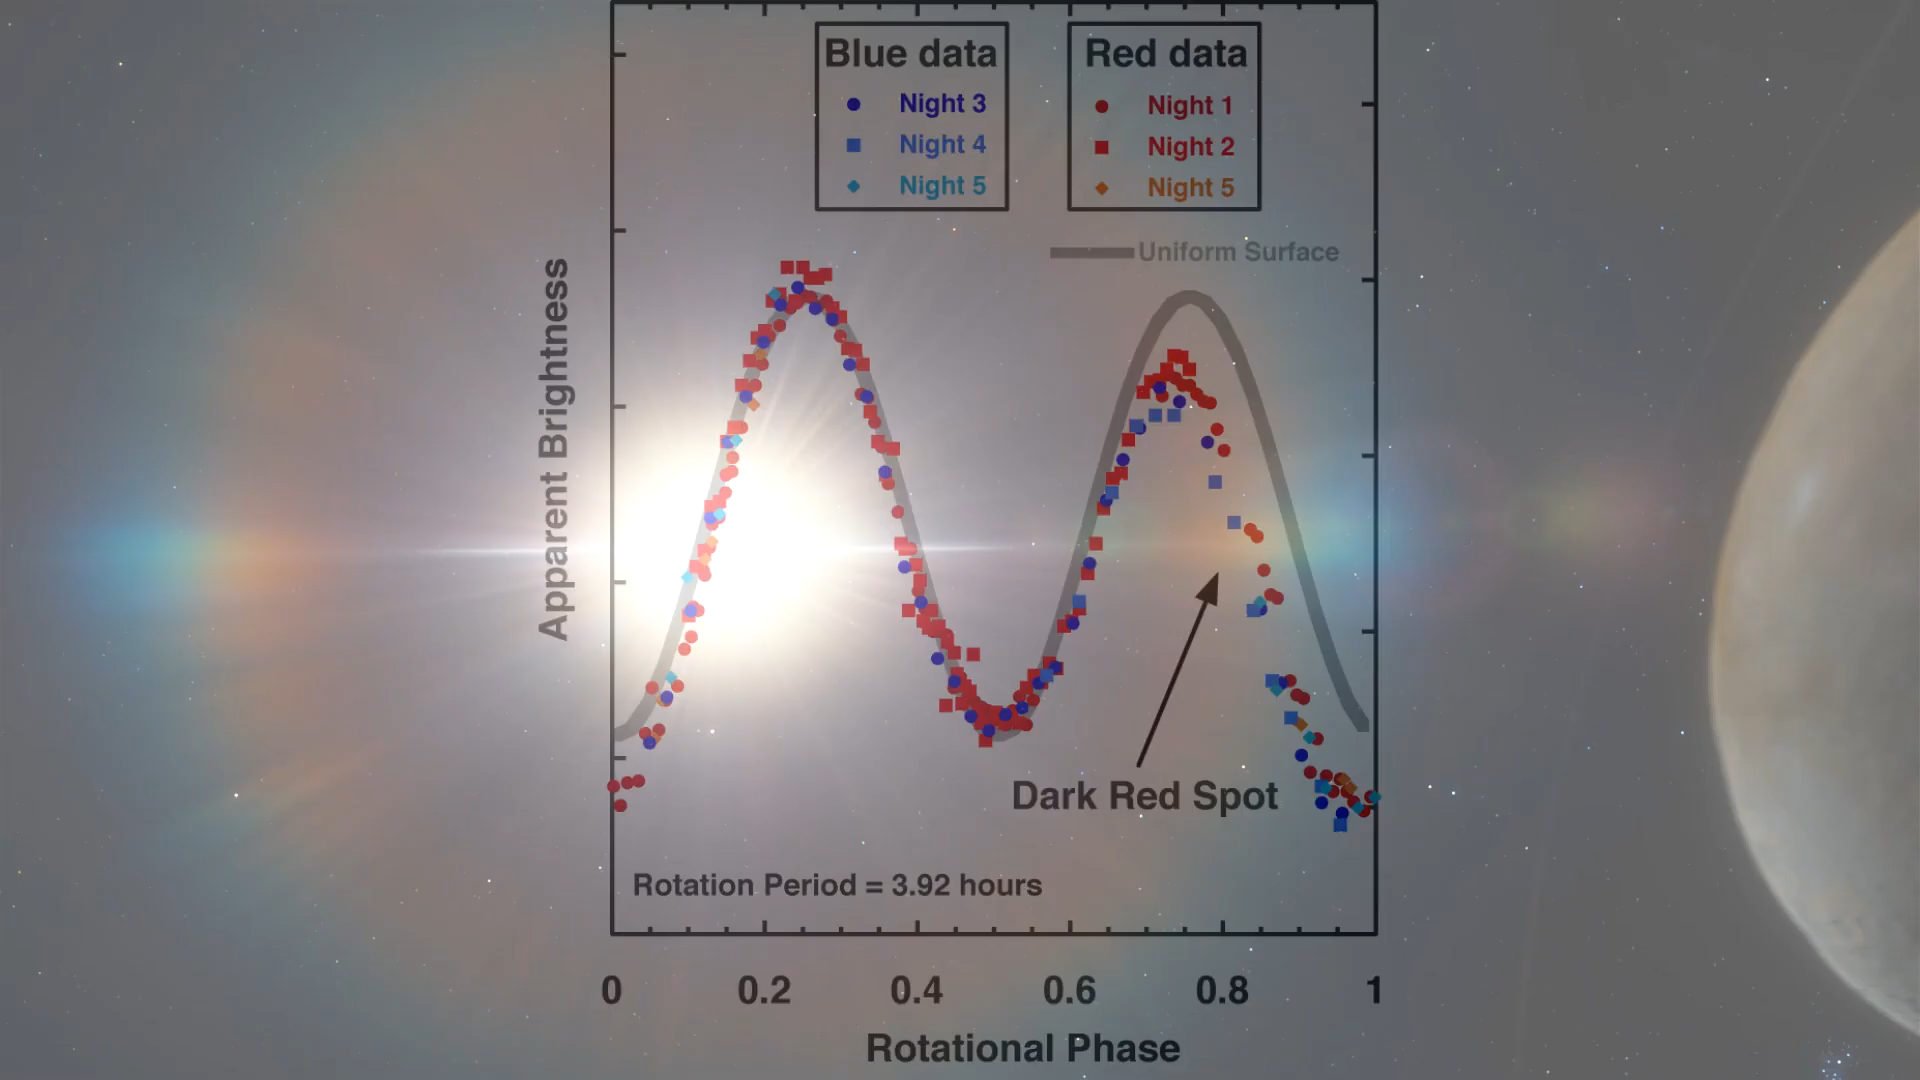 Blue data
Night 3
Night 4
Night 5
Red data
Night 1
Night 2
Night 5
Uniform Surface
Apparent Brightness
Dark Red Spot
Rotation Period = 3.92 hours
0 0.2 0.4 0.6 0.8 1
Rotational Phase